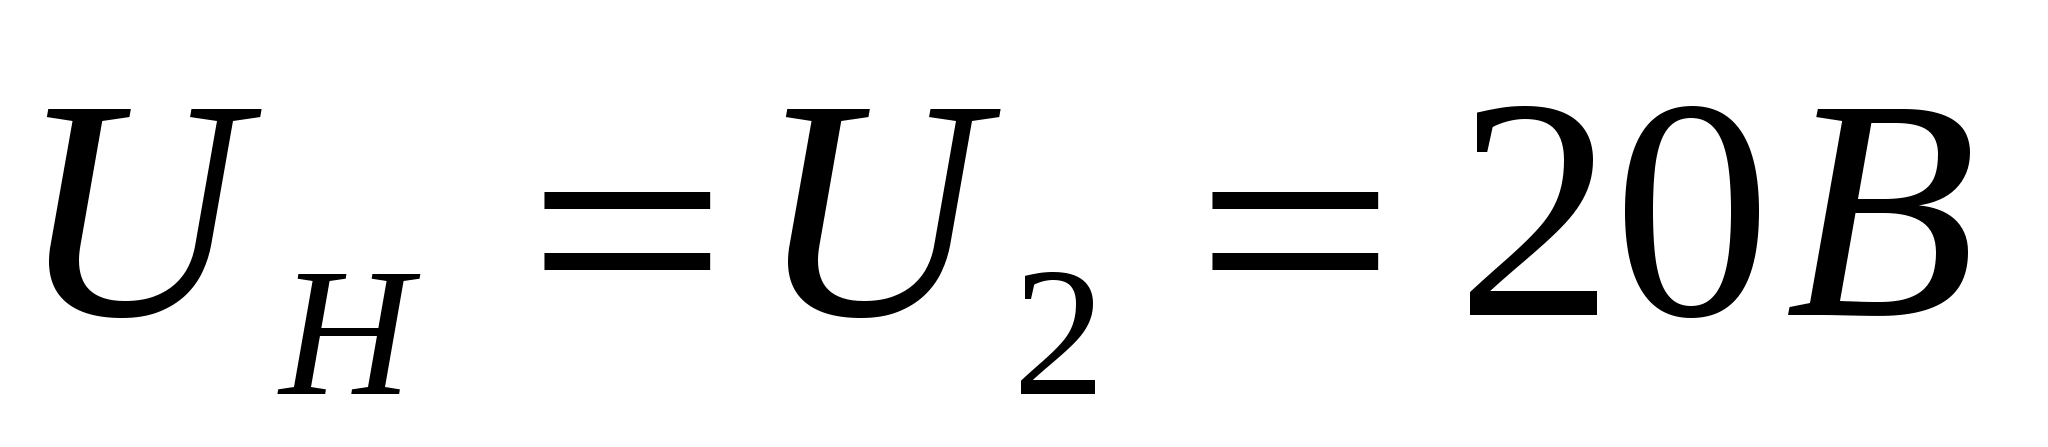 U_H = U_2 = 20B